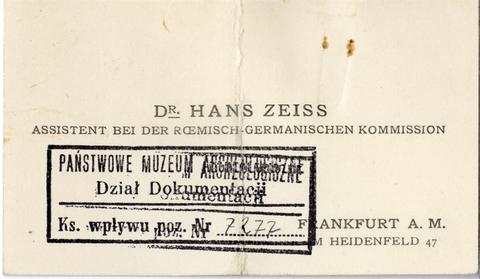 DR. HANS ZEISS
ASSISTENT BEI DER RŒMISCH-GERMANISCHEN KOMMISSION
PAŃSTWOWE MUZEUM ARCHEOLOGICZNE
Dział Dokumentacji
Ks. wpływu poz. Nr 7277
FRANKFURT A. M.
HEIDENFELD 47